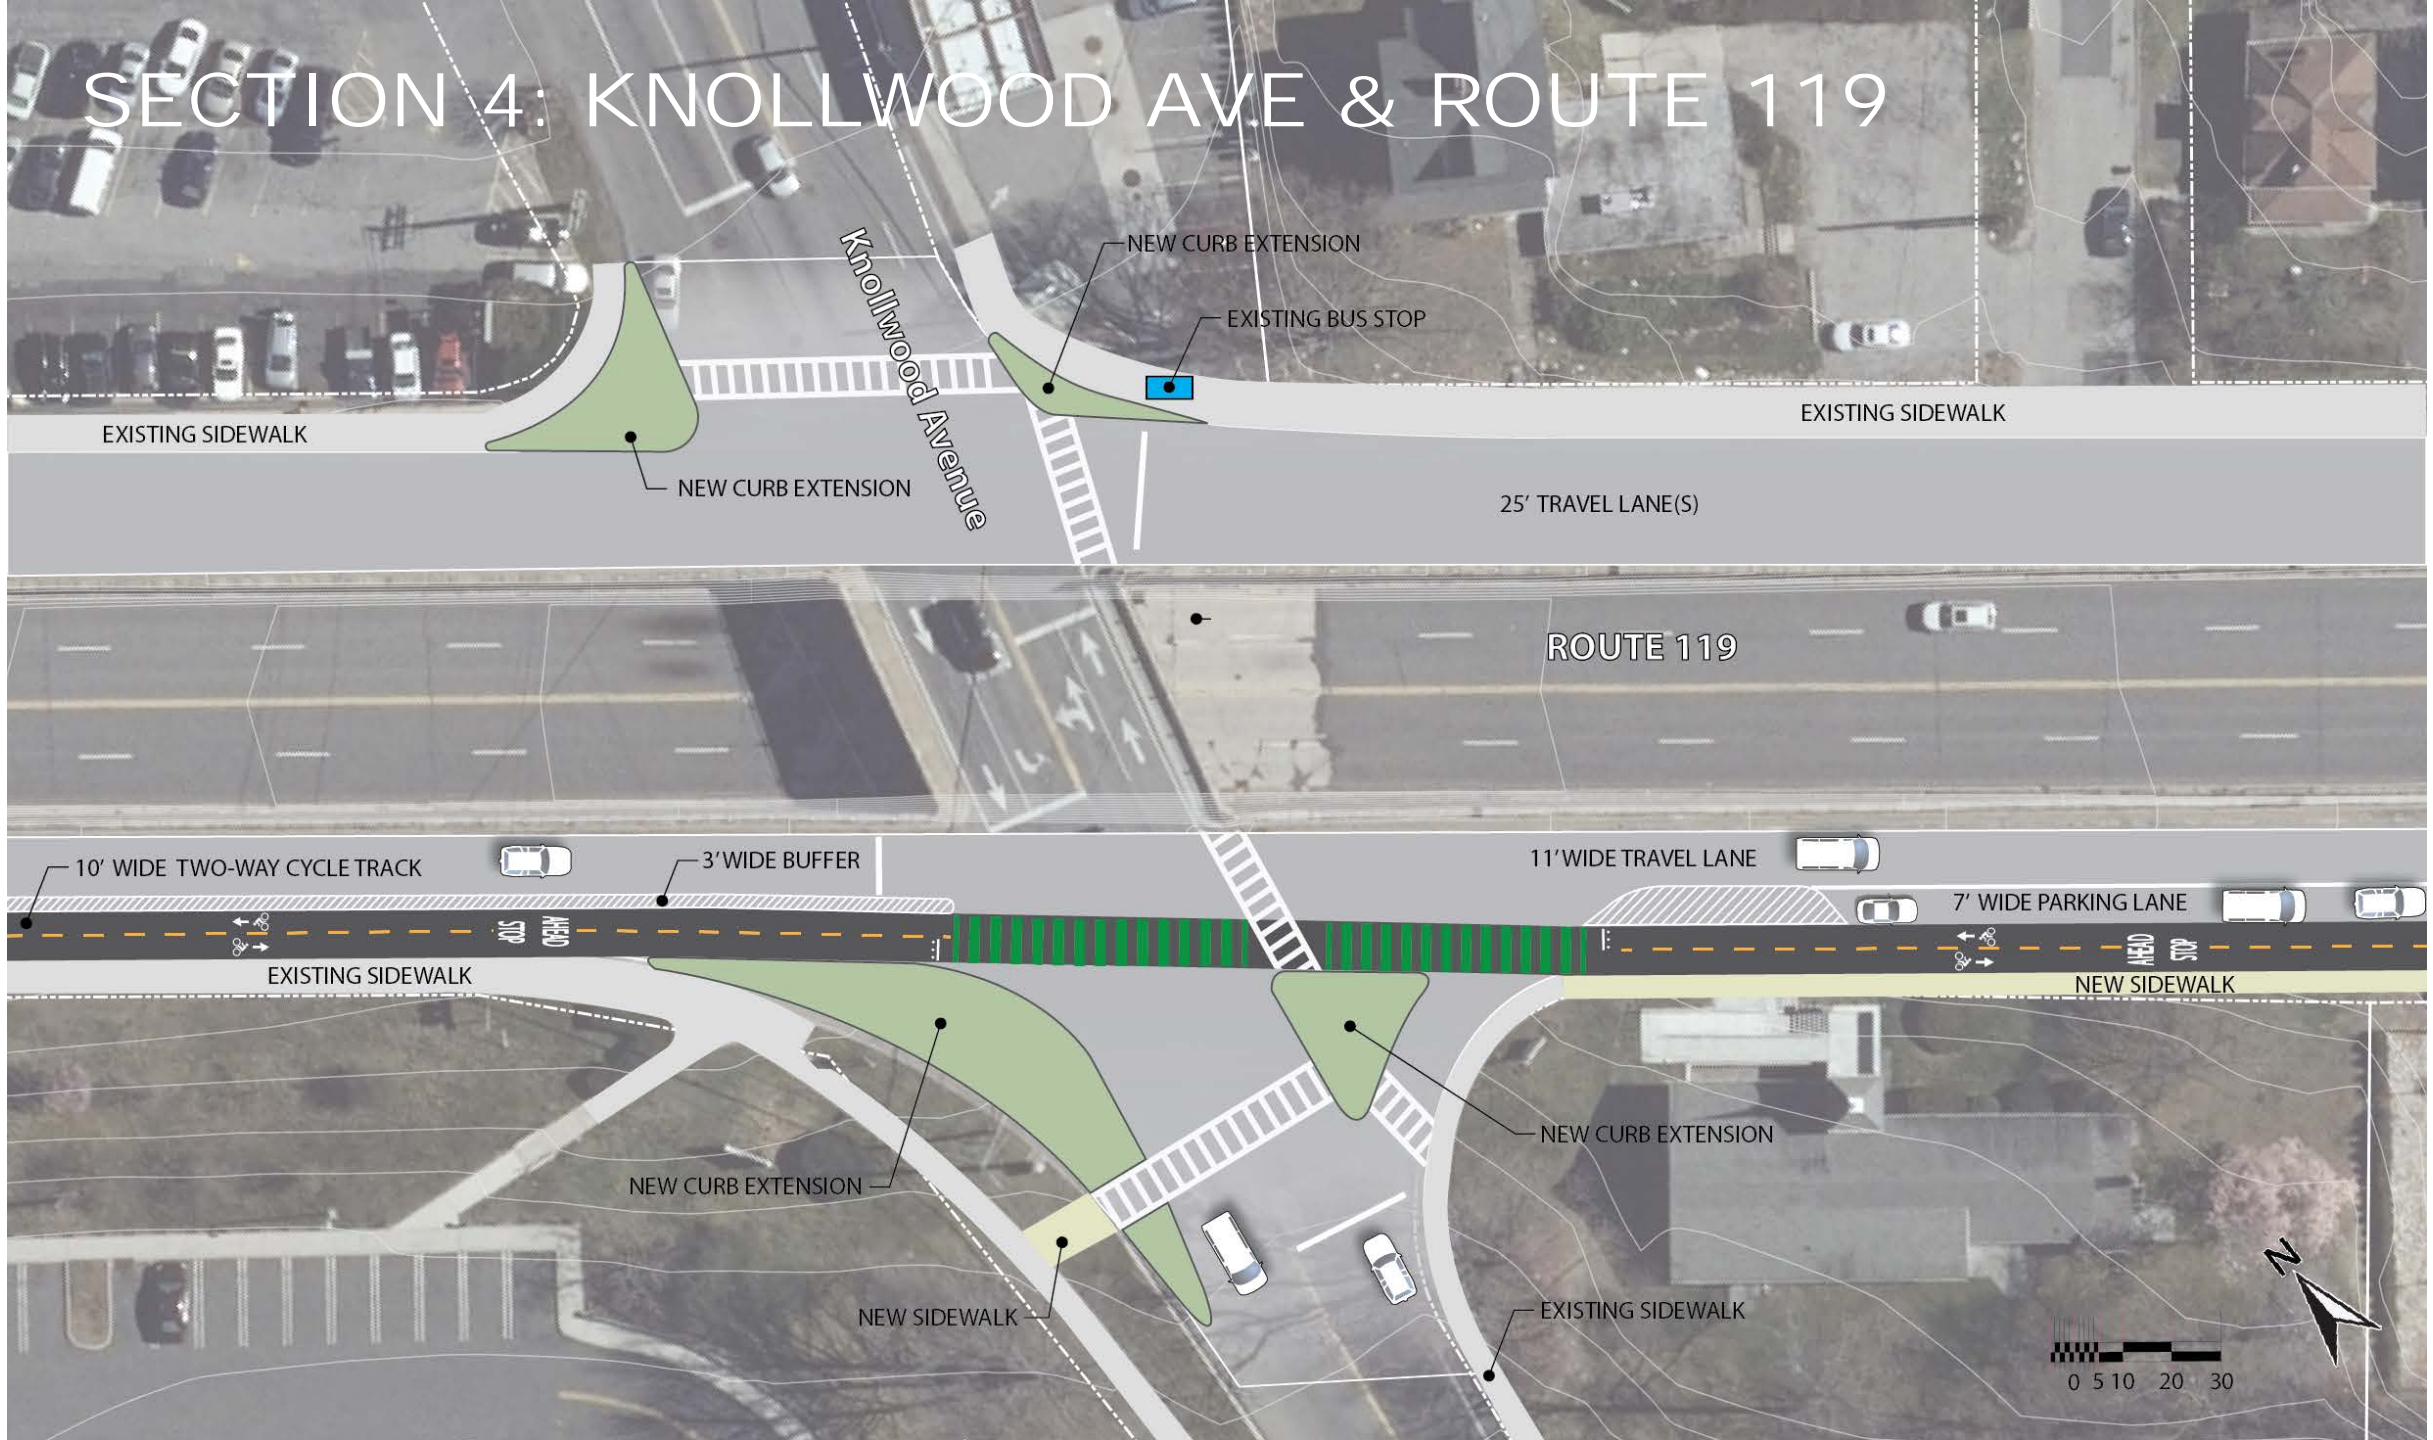 SECTION 4: KNOLLWOOD AVE & ROUTE 119
NEW CURB EXTENSION
EXISTING BUS STOP
Knollwood Avenue
EXISTING SIDEWALK
EXISTING SIDEWALK
NEW CURB EXTENSION
25' TRAVEL LANE(S)
ROUTE 119
10' WIDE TWO-WAY CYCLE TRACK
3' WIDE BUFFER
11' WIDE TRAVEL LANE
7' WIDE PARKING LANE
STOP
AHEAD
AHEAD
STOP
EXISTING SIDEWALK
NEW SIDEWALK
NEW CURB EXTENSION
NEW CURB EXTENSION
NEW SIDEWALK
EXISTING SIDEWALK
N
0 5 10 20 30